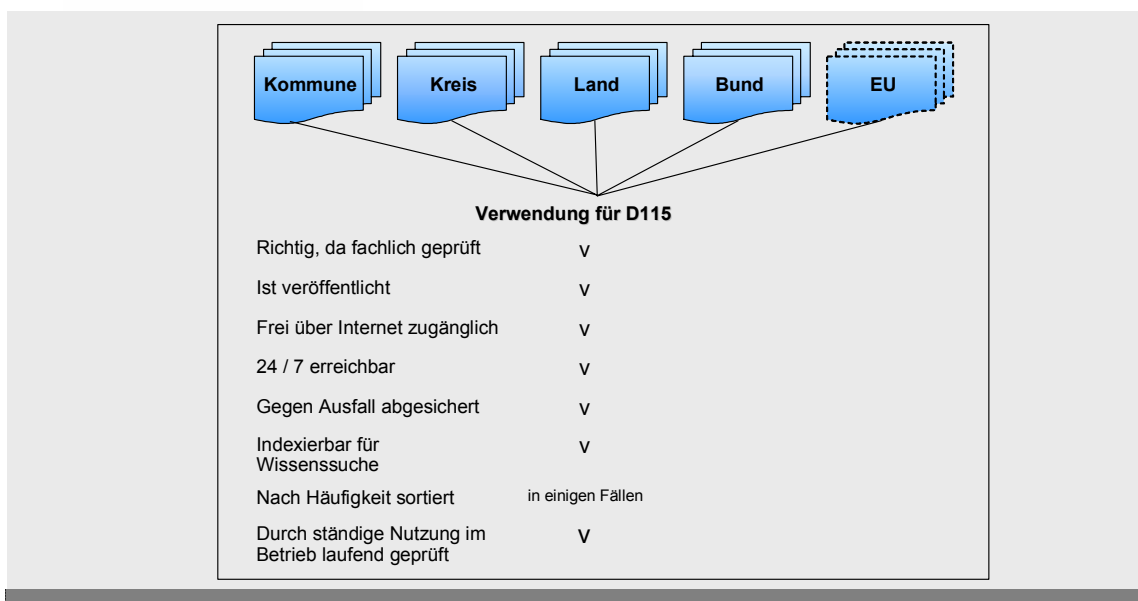 Kommune Kreis Land Bund EU
Verwendung für D115
Richtig, da fachlich geprüft v
Ist veröffentlicht v
Frei über Internet zugänglich v
24 / 7 erreichbar v
Gegen Ausfall abgesichert v
Indexierbar für v
Wissenssuche
Nach Häufigkeit sortiert in einigen Fällen
Durch ständige Nutzung im v
Betrieb laufend geprüft